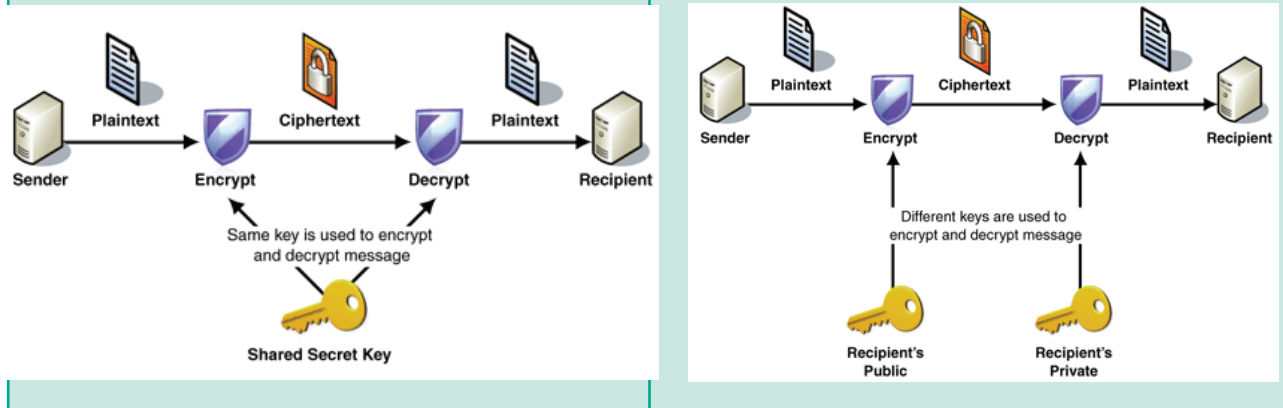 Plaintext
Ciphertext
Plaintext
Sender
Encrypt
Decrypt
Recipient
Same key is used to encrypt
and decrypt message
Shared Secret Key
Plaintext
Ciphertext
Plaintext
Sender
Encrypt
Decrypt
Recipient
Different keys are used to
encrypt and decrypt message
Recipient's
Public
Recipient's
Private